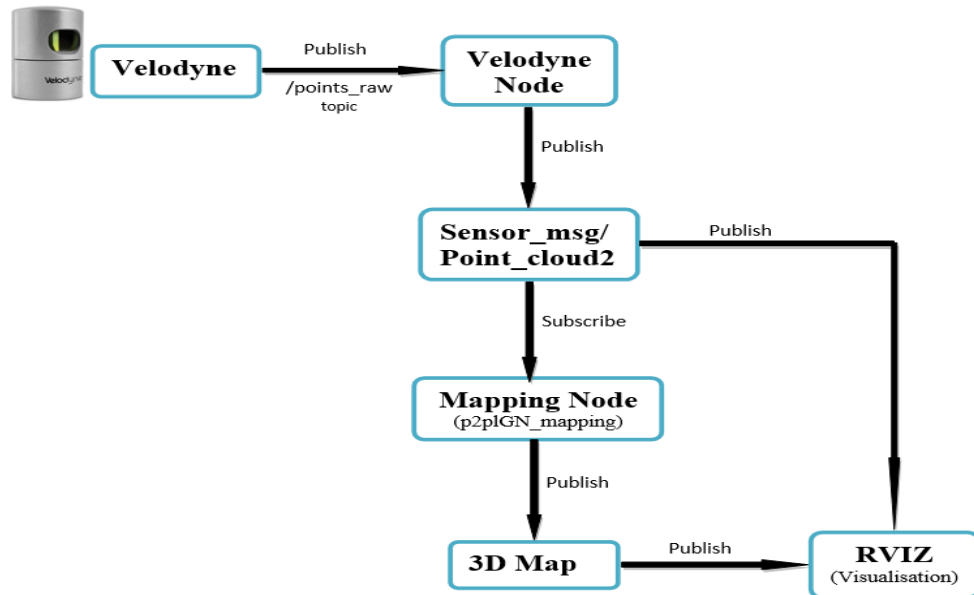 Velodyne
Velodyne
Publish
/points_raw
topic
Velodyne
Node
Publish
Sensor_msg/
Point_cloud2
Publish
Subscribe
Mapping Node
(p2plGN_mapping)
Publish
3D Map
Publish
RVIZ
(Visualisation)